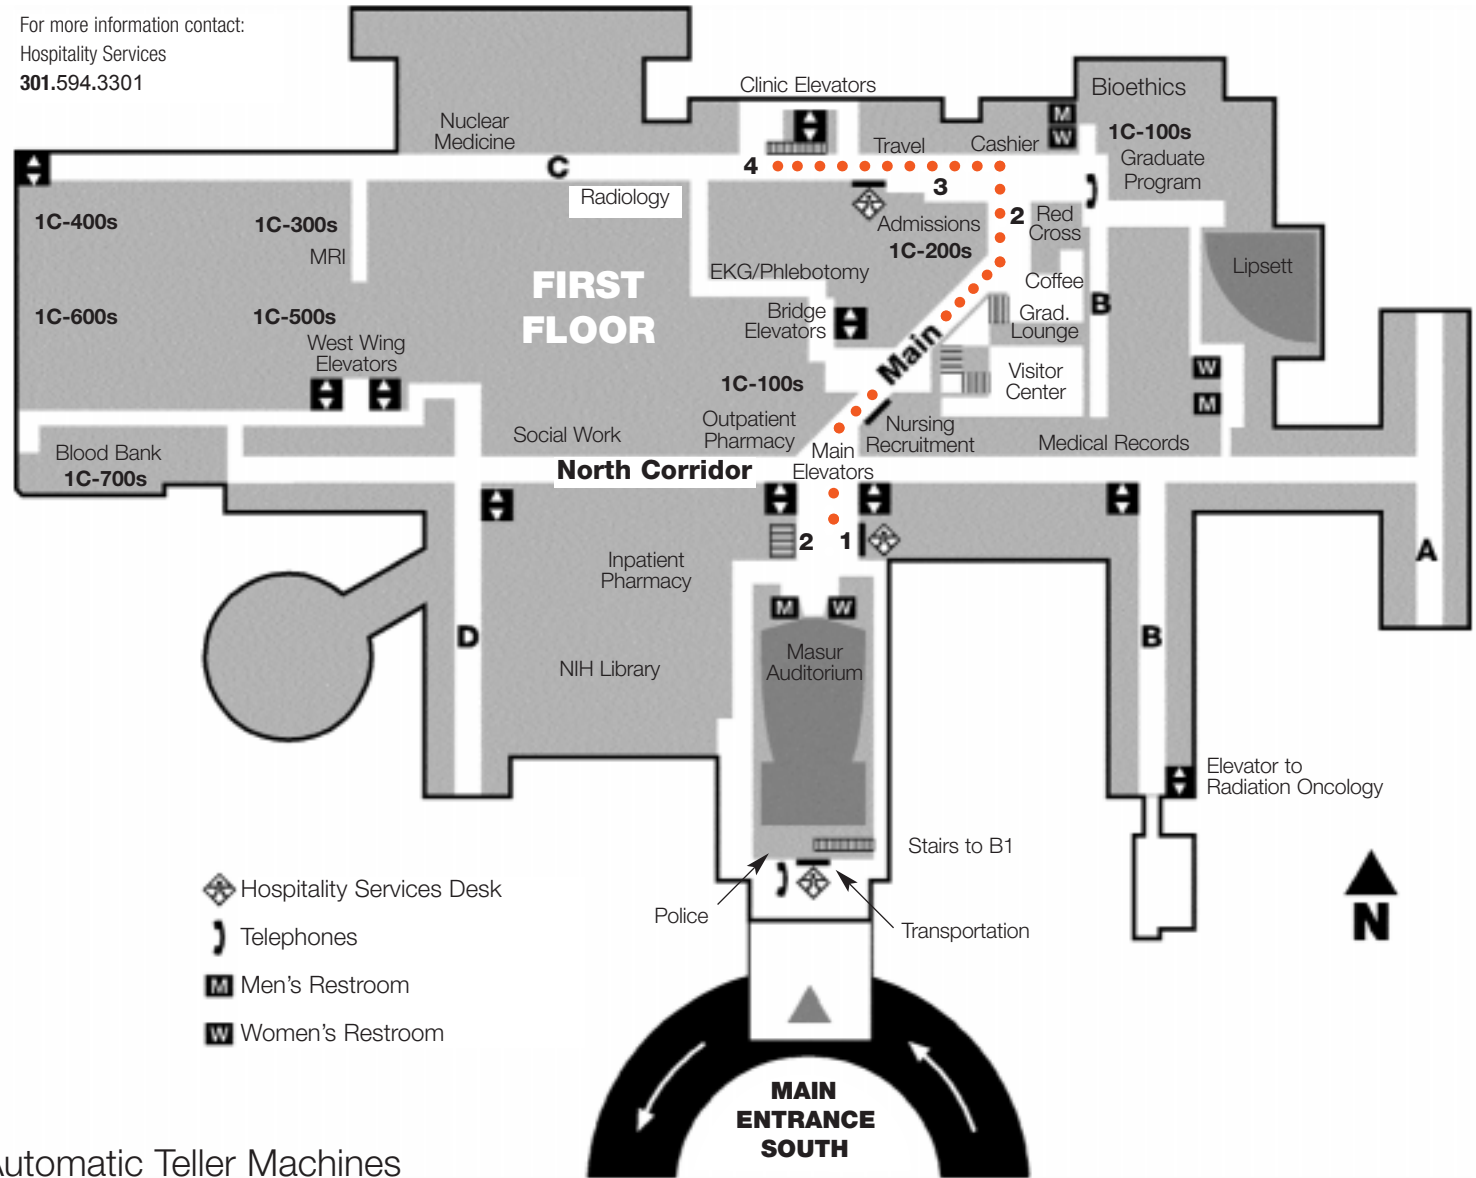 For more information contact:
Hospitality Services
301.594.3301
Clinic Elevators
Bioethics
Nuclear
Medicine
M
W
1C-100s
Travel
Cashier
Graduate
Program
C
4
3
Radiology
2
Red
Cross
1C-400s
1C-300s
MRI
Admissions
1C-200s
Lipsett
EKG/Phlebotomy
FIRST
FLOOR
Coffee
B
1C-600s
1C-500s
Bridge
Elevators
Grad.
Lounge
West Wing
Elevators
Main
Visitor
Center
W
M
1C-100s
Outpatient
Pharmacy
Nursing
Recruitment
Social Work
Medical Records
Blood Bank
1C-700s
North Corridor
Main
Elevators
2
1
A
Inpatient
Pharmacy
M
W
D
B
NIH Library
Masur
Auditorium
Elevator to
Radiation Oncology
Stairs to B1
Hospitality Services Desk
Police
Transportation
N
Telephones
M Men's Restroom
W Women's Restroom
MAIN
ENTRANCE
SOUTH
Automatic Teller Machines